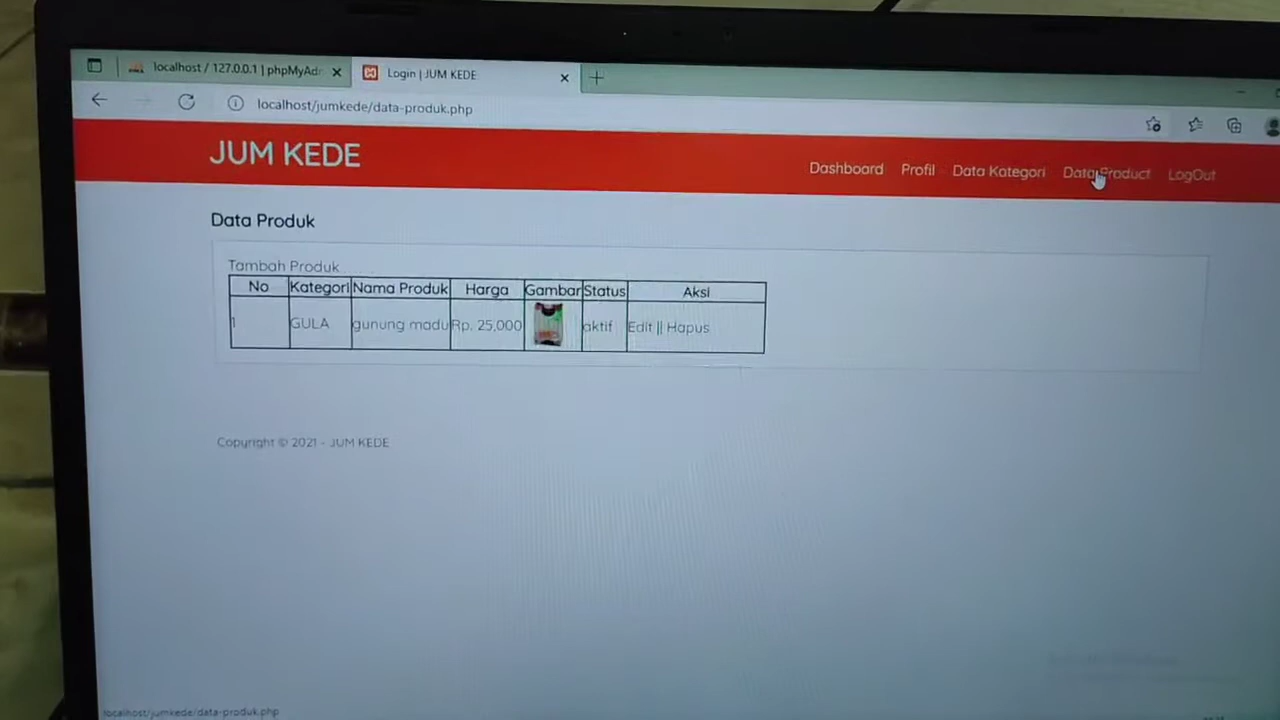 localhost / 127.0.0.1 | phpMyAdr
Login | JUM KEDE
localhost/jumkede/data-produk.php
JUM KEDE
Dashboard Profil Data Kategori Data Product LogOut
Data Produk
Tambah Produk
No Kategori Nama Produk Harga Gambar Status Aksi
1 GULA gunung madu Rp. 25,000 aktif Edit || Hapus
Copyright © 2021 - JUM KEDE
localhost/jumkede/data-produk.php